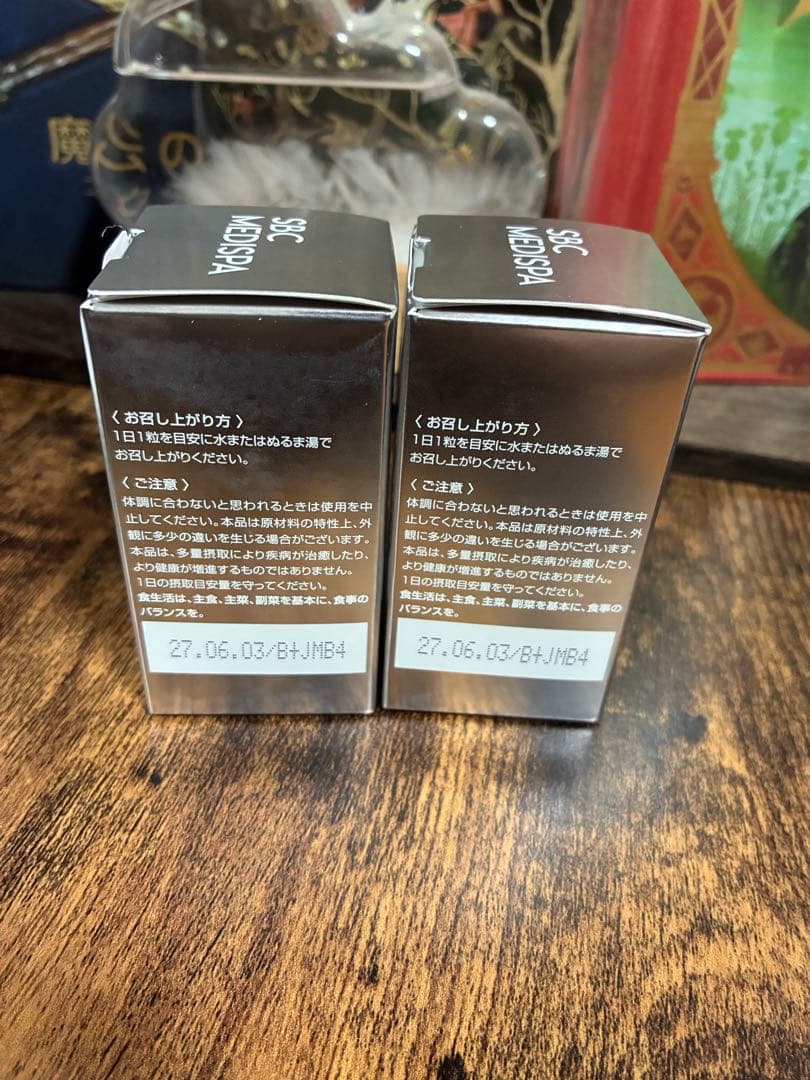 魔
の
SBC
MEDISPA
〈 お召し上がり方 〉
1日1粒を目安に水またはぬるま湯で
お召し上がりください。
〈 ご注意 〉
体調に合わないと思われるときは使用を中
止してください。本品は原材料の特性上、外
観に多少の違いを生じる場合がございます。
本品は、多量摂取により疾病が治癒したり、
より健康が増進するものではありません。
1日の摂取目安量を守ってください。
食生活は、主食、主菜、副菜を基本に、食事の
バランスを。
27.06.03/B+JMB4
SBC
MEDISPA
〈 お召し上がり方 〉
1日1粒を目安に水またはぬるま湯で
お召し上がりください。
〈 ご注意 〉
体調に合わないと思われるときは使用を中
止してください。本品は原材料の特性上、外
観に多少の違いを生じる場合がございます。
本品は、多量摂取により疾病が治癒したり、
より健康が増進するものではありません。
1日の摂取目安量を守ってください。
食生活は、主食、主菜、副菜を基本に、食事の
バランスを。
27.06.03/B+JMB4